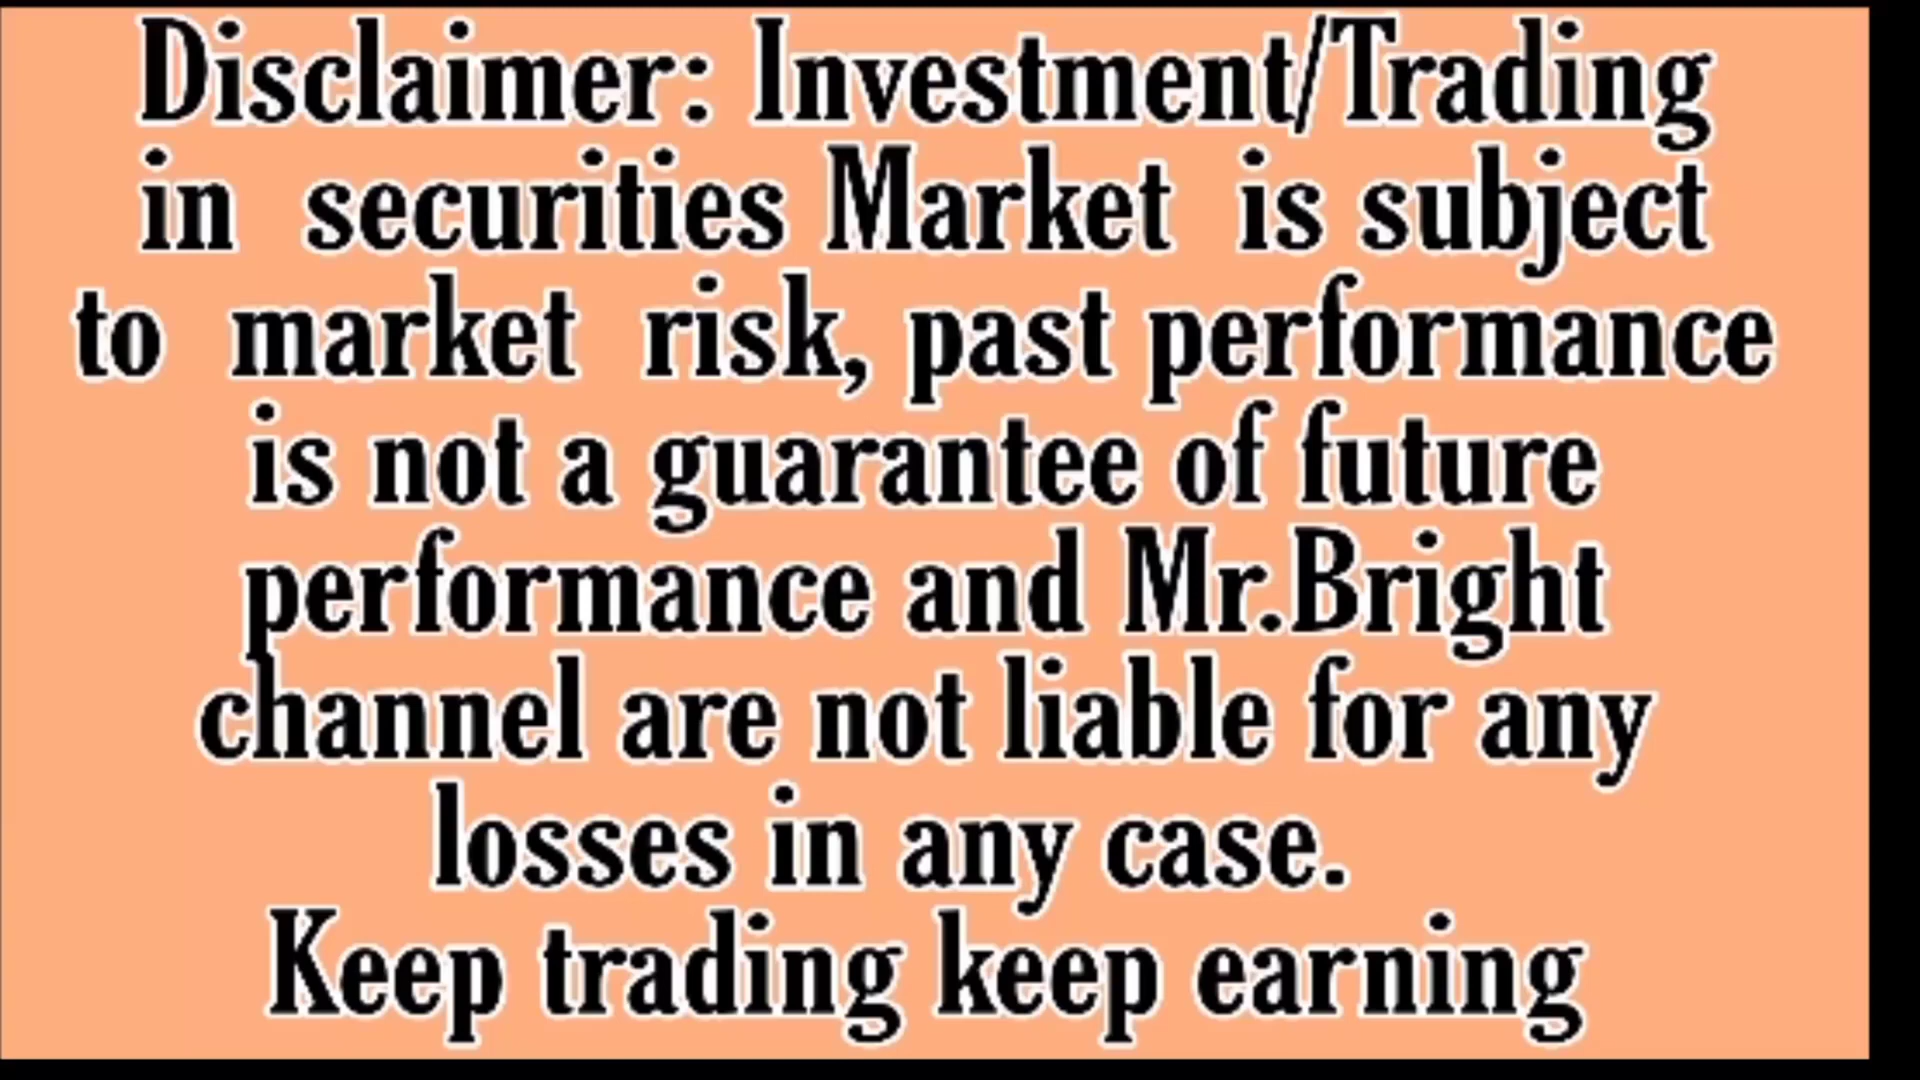 Disclaimer: Investment/Trading
in securities Market is subject
to market risk, past performance
is not a guarantee of future
performance and Mr.Bright
channel are not liable for any
losses in any case.
Keep trading keep earning